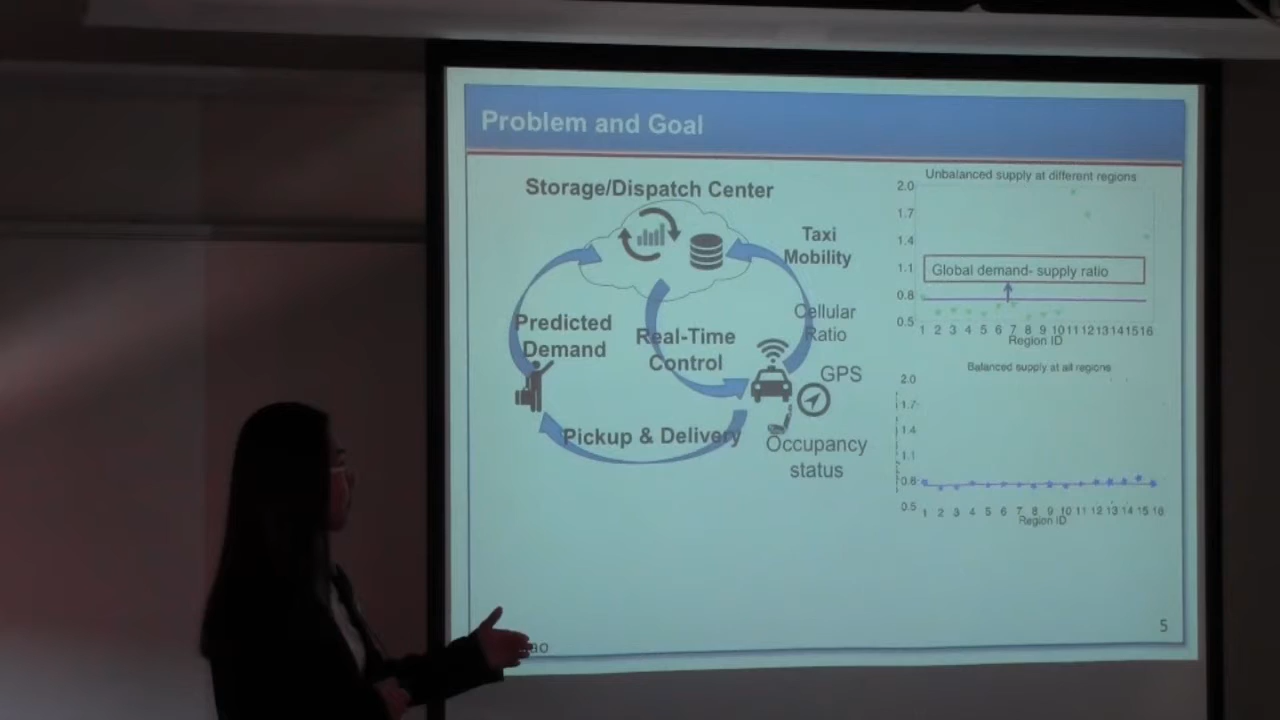 Problem and Goal
Storage/Dispatch Center
Taxi
Mobility
Cellular
Ratio
Predicted
Demand
Real-Time
Control
GPS
Pickup & Delivery
Occupancy
status
Unbalanced supply at different regions
2.0
1.7
1.4
1.1
Global demand- supply ratio
0.8
0.5
1 2 3 4 5 6 7 8 9 10 11 12 13 14 15 16
Region ID
Balanced supply at all regions
2.0
1.7
1.4
1.1
0.8
0.5
1 2 3 4 5 6 7 8 9 10 11 12 13 14 15 16
Region ID
5